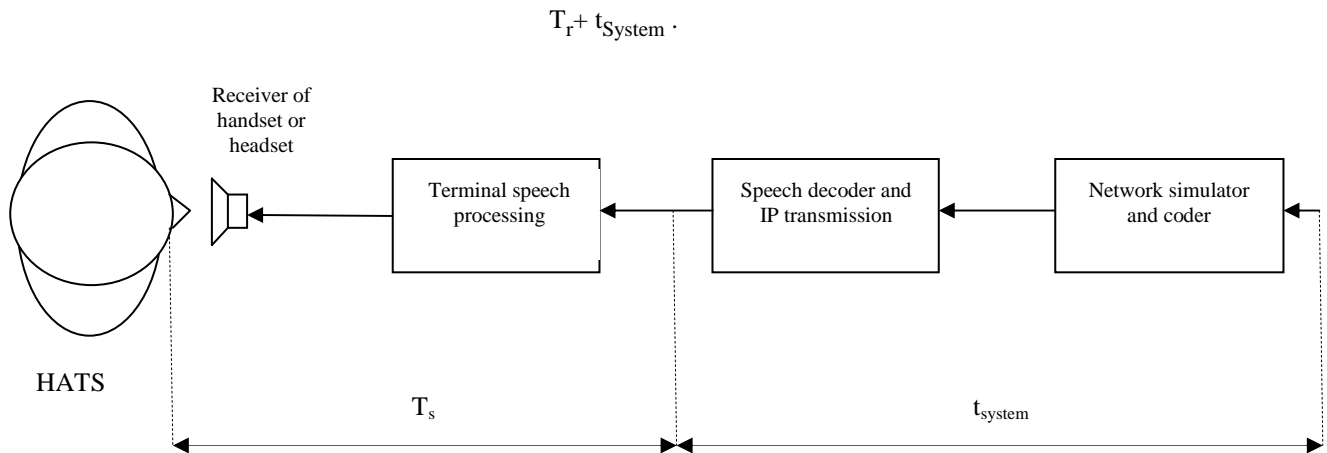 Tr+ tSystem .
Receiver of
handset or
headset
Terminal speech
processing
Speech decoder and
IP transmission
Network simulator
and coder
HATS
Ts
tsystem